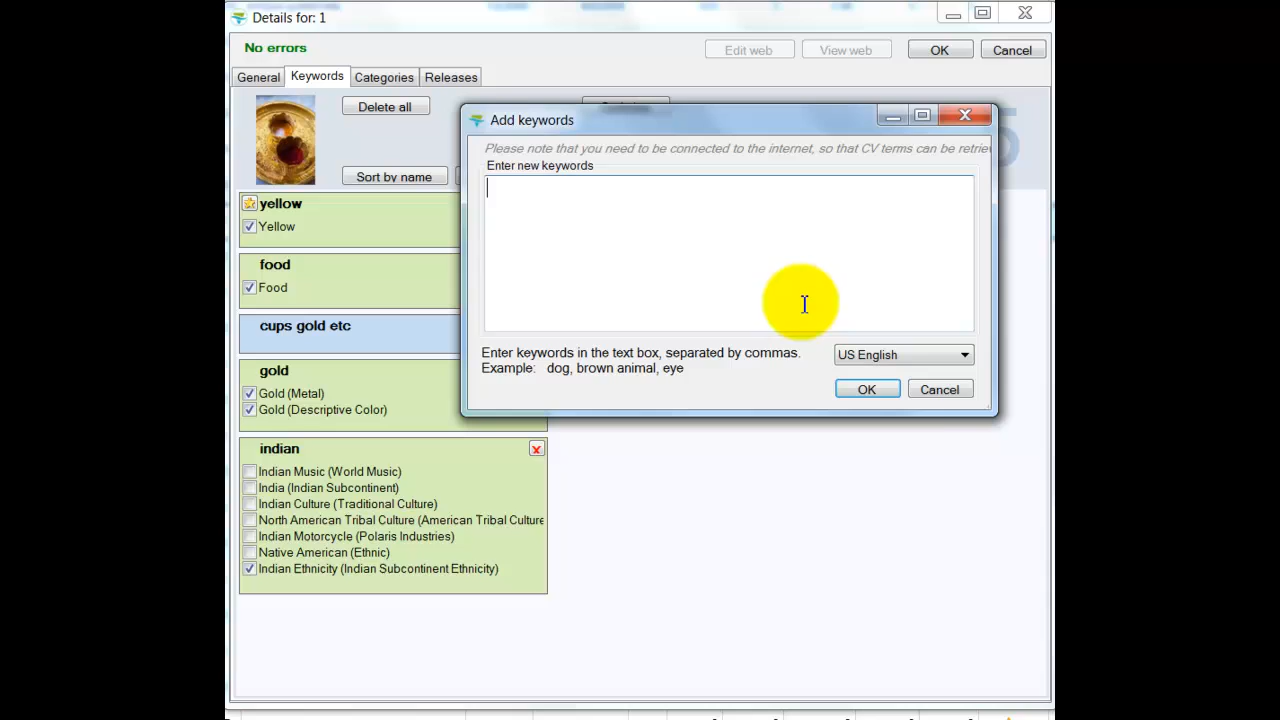 Details for: 1
No errors
Edit web
View web
OK
Cancel
General
Keywords
Categories
Releases
Delete all
Sort by name
Add keywords
Please note that you need to be connected to the internet, so that CV terms can be retrie
Enter new keywords
Enter keywords in the text box, separated by commas.
Example: dog, brown animal, eye
US English
OK
Cancel
yellow
Yellow
food
Food
cups gold etc
gold
Gold (Metal)
Gold (Descriptive Color)
indian
Indian Music (World Music)
India (Indian Subcontinent)
Indian Culture (Traditional Culture)
North American Tribal Culture (American Tribal Culture
Indian Motorcycle (Polaris Industries)
Native American (Ethnic)
Indian Ethnicity (Indian Subcontinent Ethnicity)